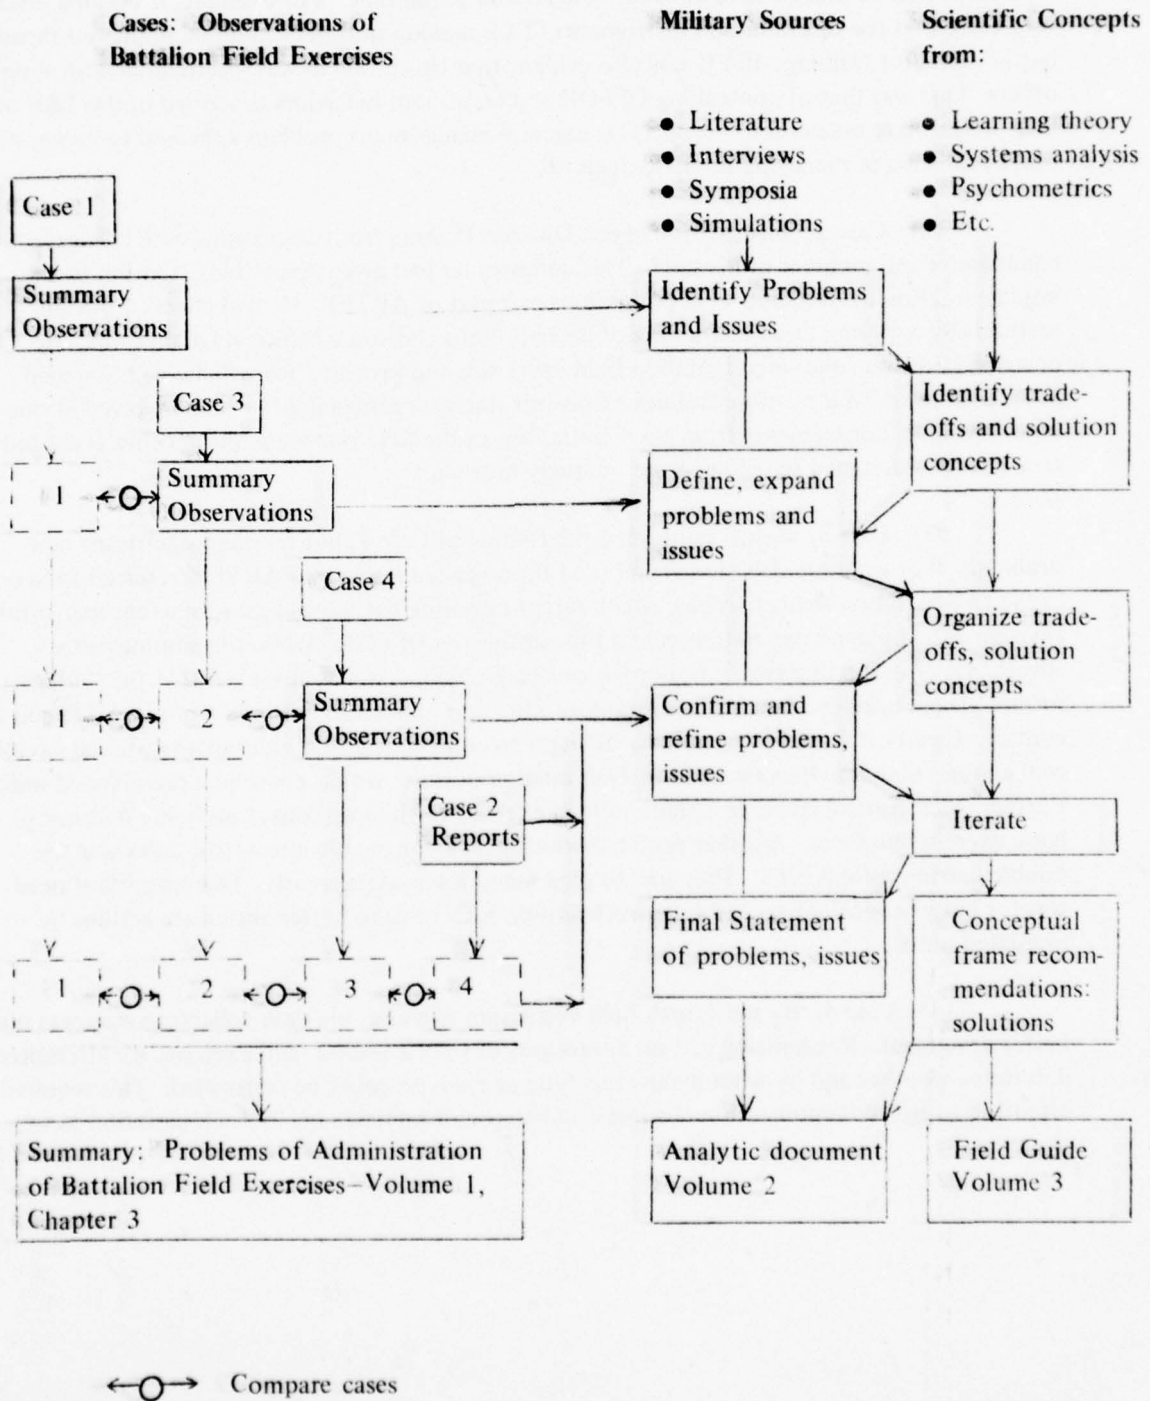 Cases: Observations of
Battalion Field Exercises
Military Sources
● Literature
● Interviews
● Symposia
● Simulations
Scientific Concepts
from:
● Learning theory
● Systems analysis
● Psychometrics
● Etc.
Case 1
Summary
Observations
Identify Problems
and Issues
Case 3
Identify trade-
offs and solution
concepts
1
Summary
Observations
Define, expand
problems and
issues
Case 4
Organize trade-
offs, solution
concepts
1
2
Summary
Observations
Confirm and
refine problems,
issues
Case 2
Reports
Iterate
Final Statement
of problems, issues
Conceptual
frame recom-
mendations:
solutions
1
2
3
4
Summary: Problems of Administration
of Battalion Field Exercises–Volume 1,
Chapter 3
Analytic document
Volume 2
Field Guide
Volume 3
Compare cases